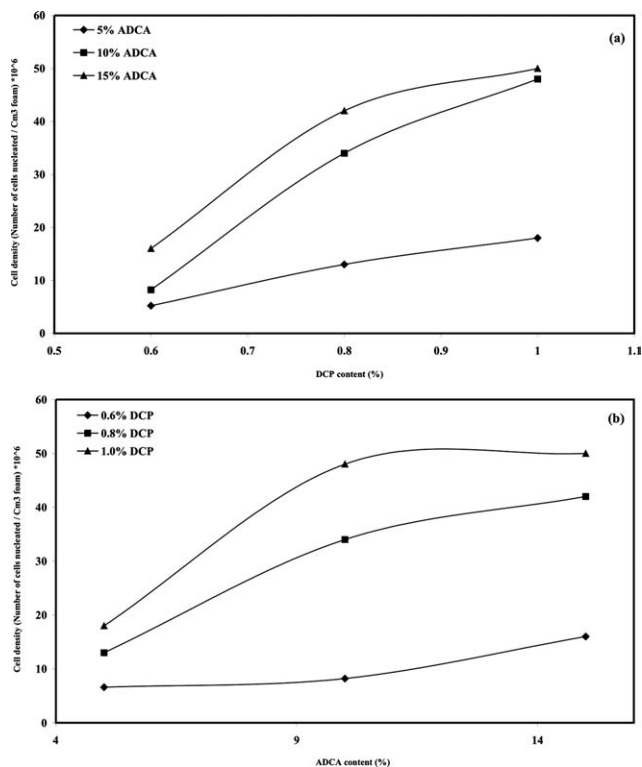 60
50
40
30
20
10
0
0.5
0.6
0.7
0.8
0.9
1
1.1
Cell density (Number of cells nucleated / Cm3 foam) *10^6
DCP content (%)
5% ADCA
10% ADCA
15% ADCA
(a)
60
50
40
30
20
10
0
4
9
14
Cell density (Number of cells nucleated / Cm3 foam) *10^6
ADCA content (%)
0.6% DCP
0.8% DCP
1.0% DCP
(b)